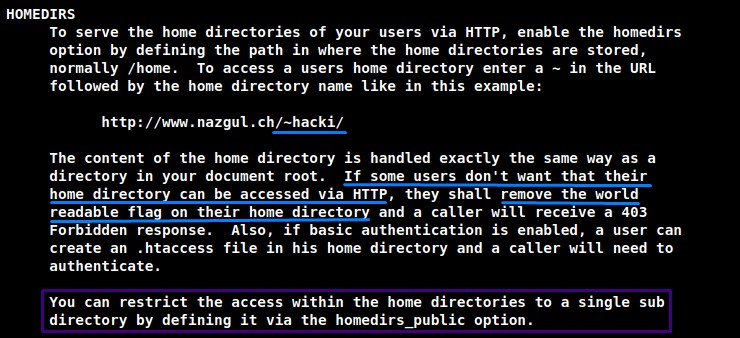 HOMEDIRS
To serve the home directories of your users via HTTP, enable the homedirs
option by defining the path in where the home directories are stored,
normally /home.  To access a users home directory enter a ~ in the URL
followed by the home directory name like in this example:
http://www.nazgul.ch/~hacki/
The content of the home directory is handled exactly the same way as a
directory in your document root.  If some users don't want that their
home directory can be accessed via HTTP, they shall remove the world
readable flag on their home directory and a caller will receive a 403
Forbidden response.  Also, if basic authentication is enabled, a user can
create an .htaccess file in his home directory and a caller will need to
authenticate.
You can restrict the access within the home directories to a single sub
directory by defining it via the homedirs_public option.